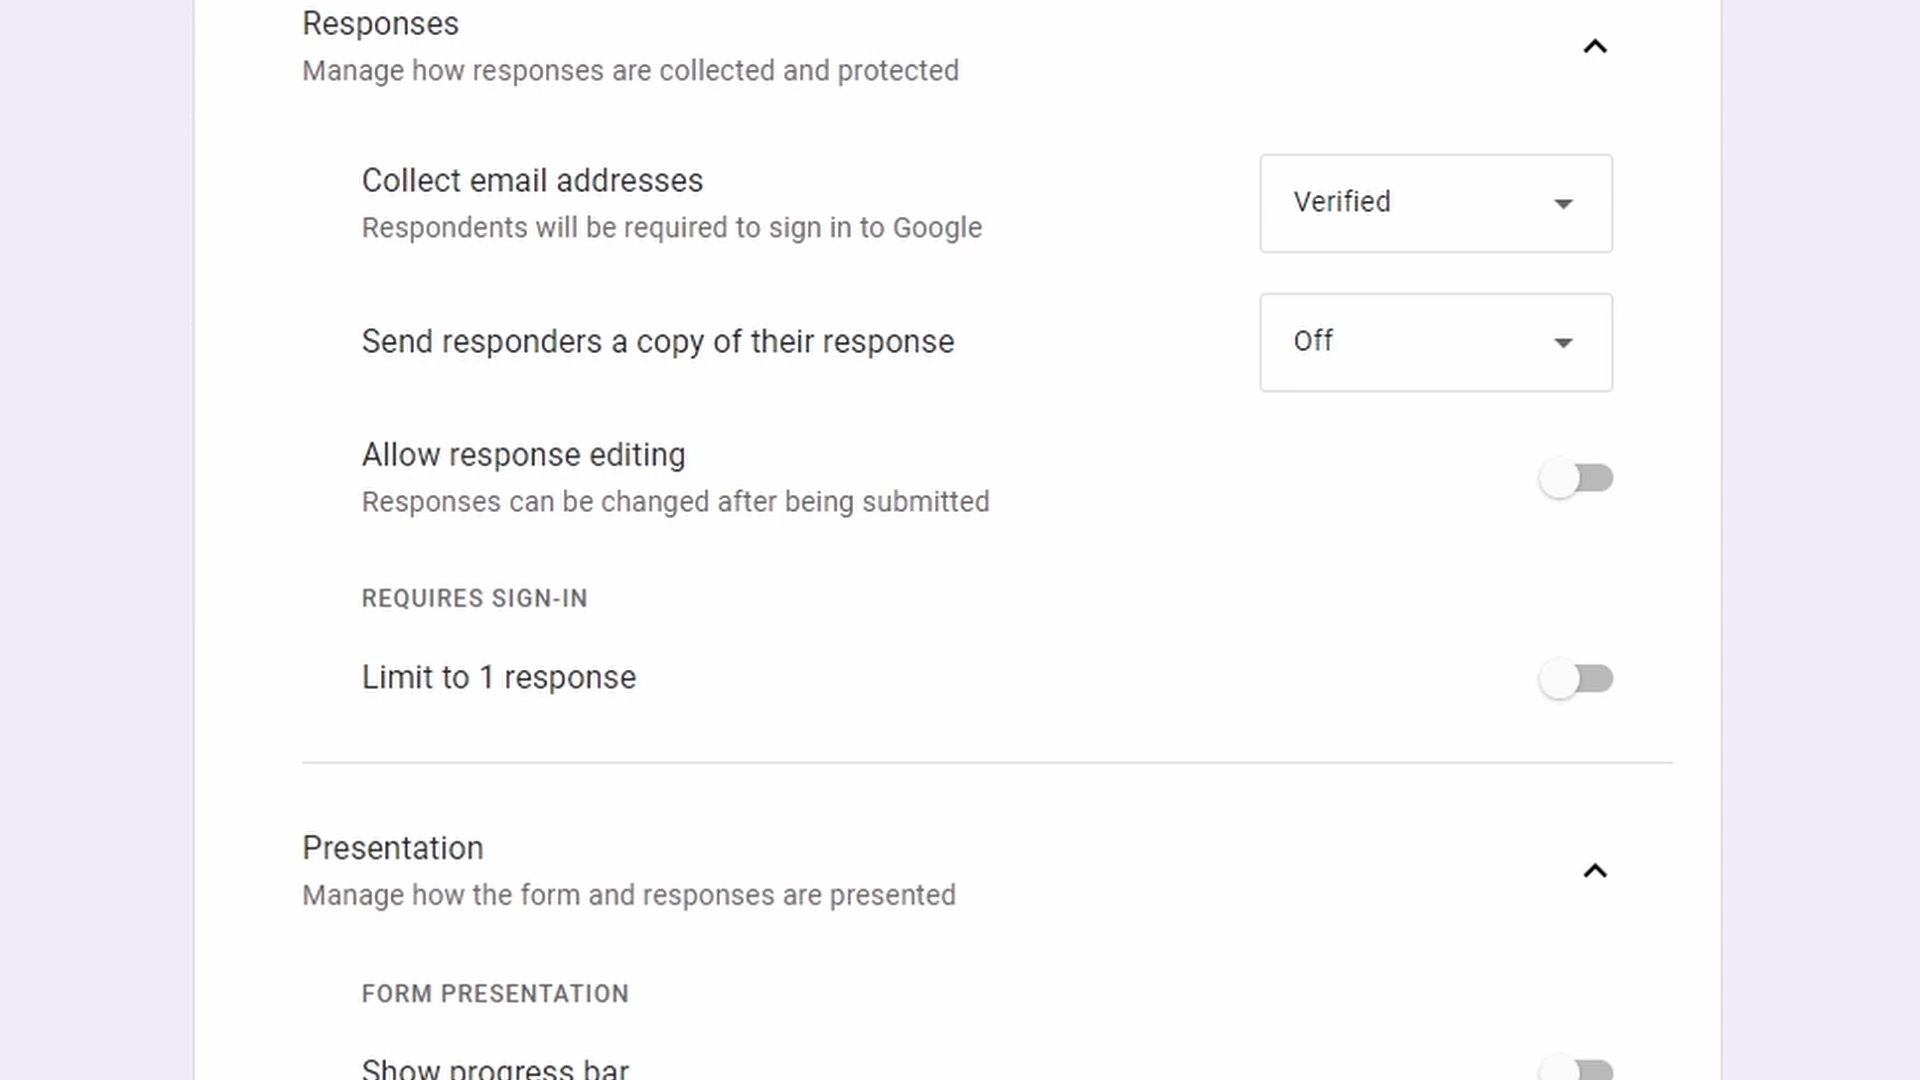 Responses
Manage how responses are collected and protected
Collect email addresses
Respondents will be required to sign in to Google
Verified
Send responders a copy of their response
Off
Allow response editing
Responses can be changed after being submitted
REQUIRES SIGN-IN
Limit to 1 response
Presentation
Manage how the form and responses are presented
FORM PRESENTATION
Show progress bar